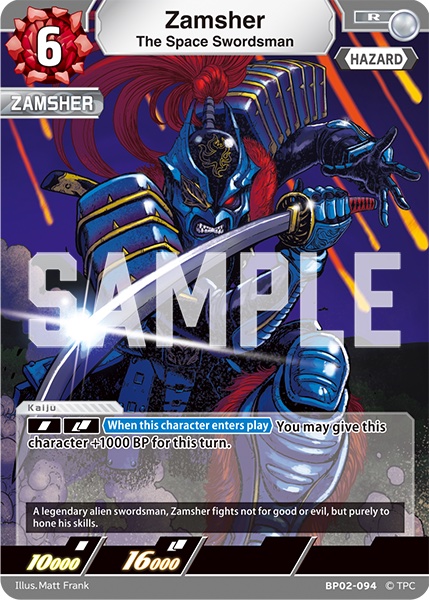 Zamsher
R
6
The Space Swordsman
HAZARD
ZAMSHER
SAMPLE
Kaiju
When this character enters play You may give this
character +1000 BP for this turn.
A legendary alien swordsman, Zamsher fights not for good or evil, but purely to
hone his skills.
10000 16000
Illus. Matt Frank BP02-094 © TPC